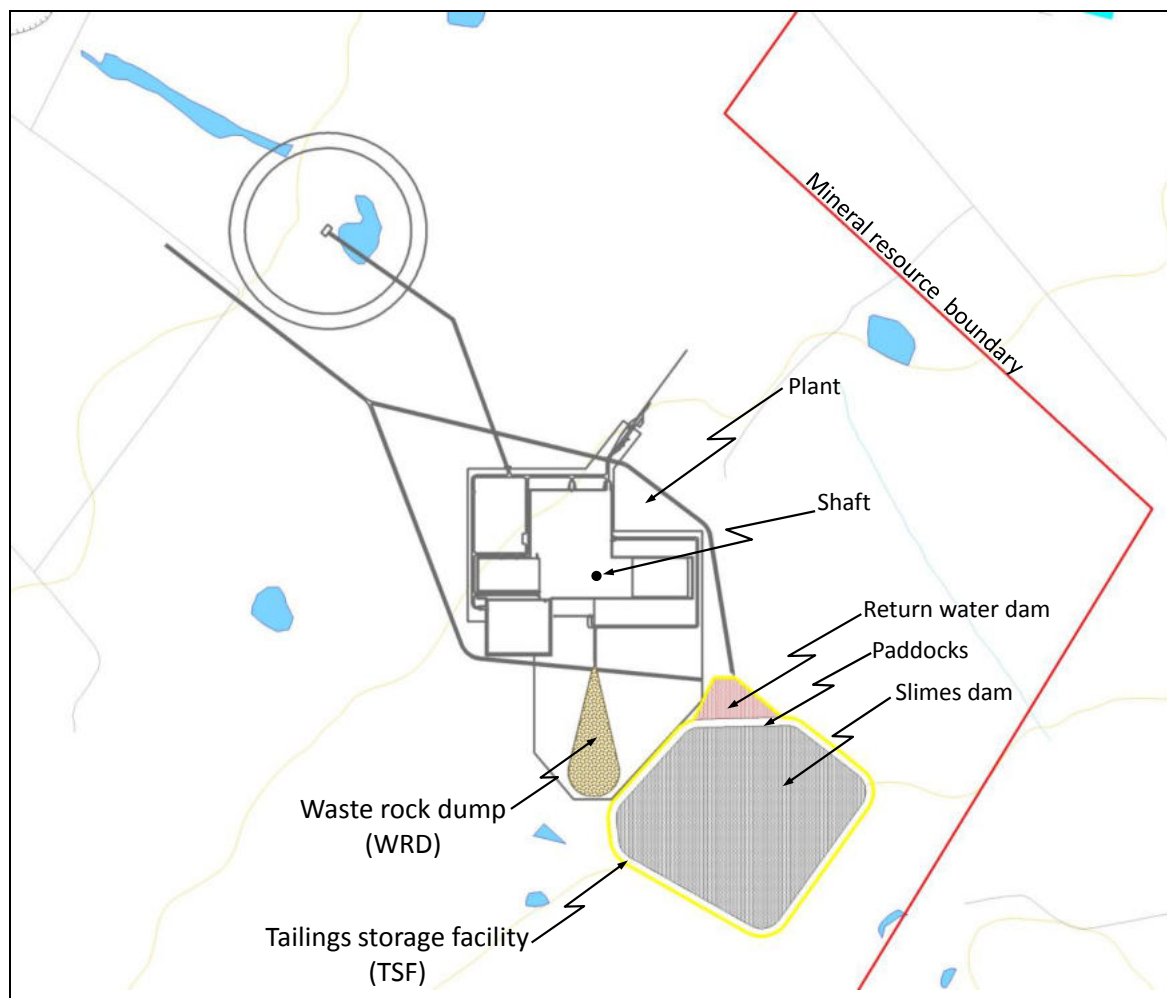 Mineral resource boundary
Plant
Shaft
Return water dam
Paddocks
Slimes dam
Waste rock dump
(WRD)
Tailings storage facility
(TSF)